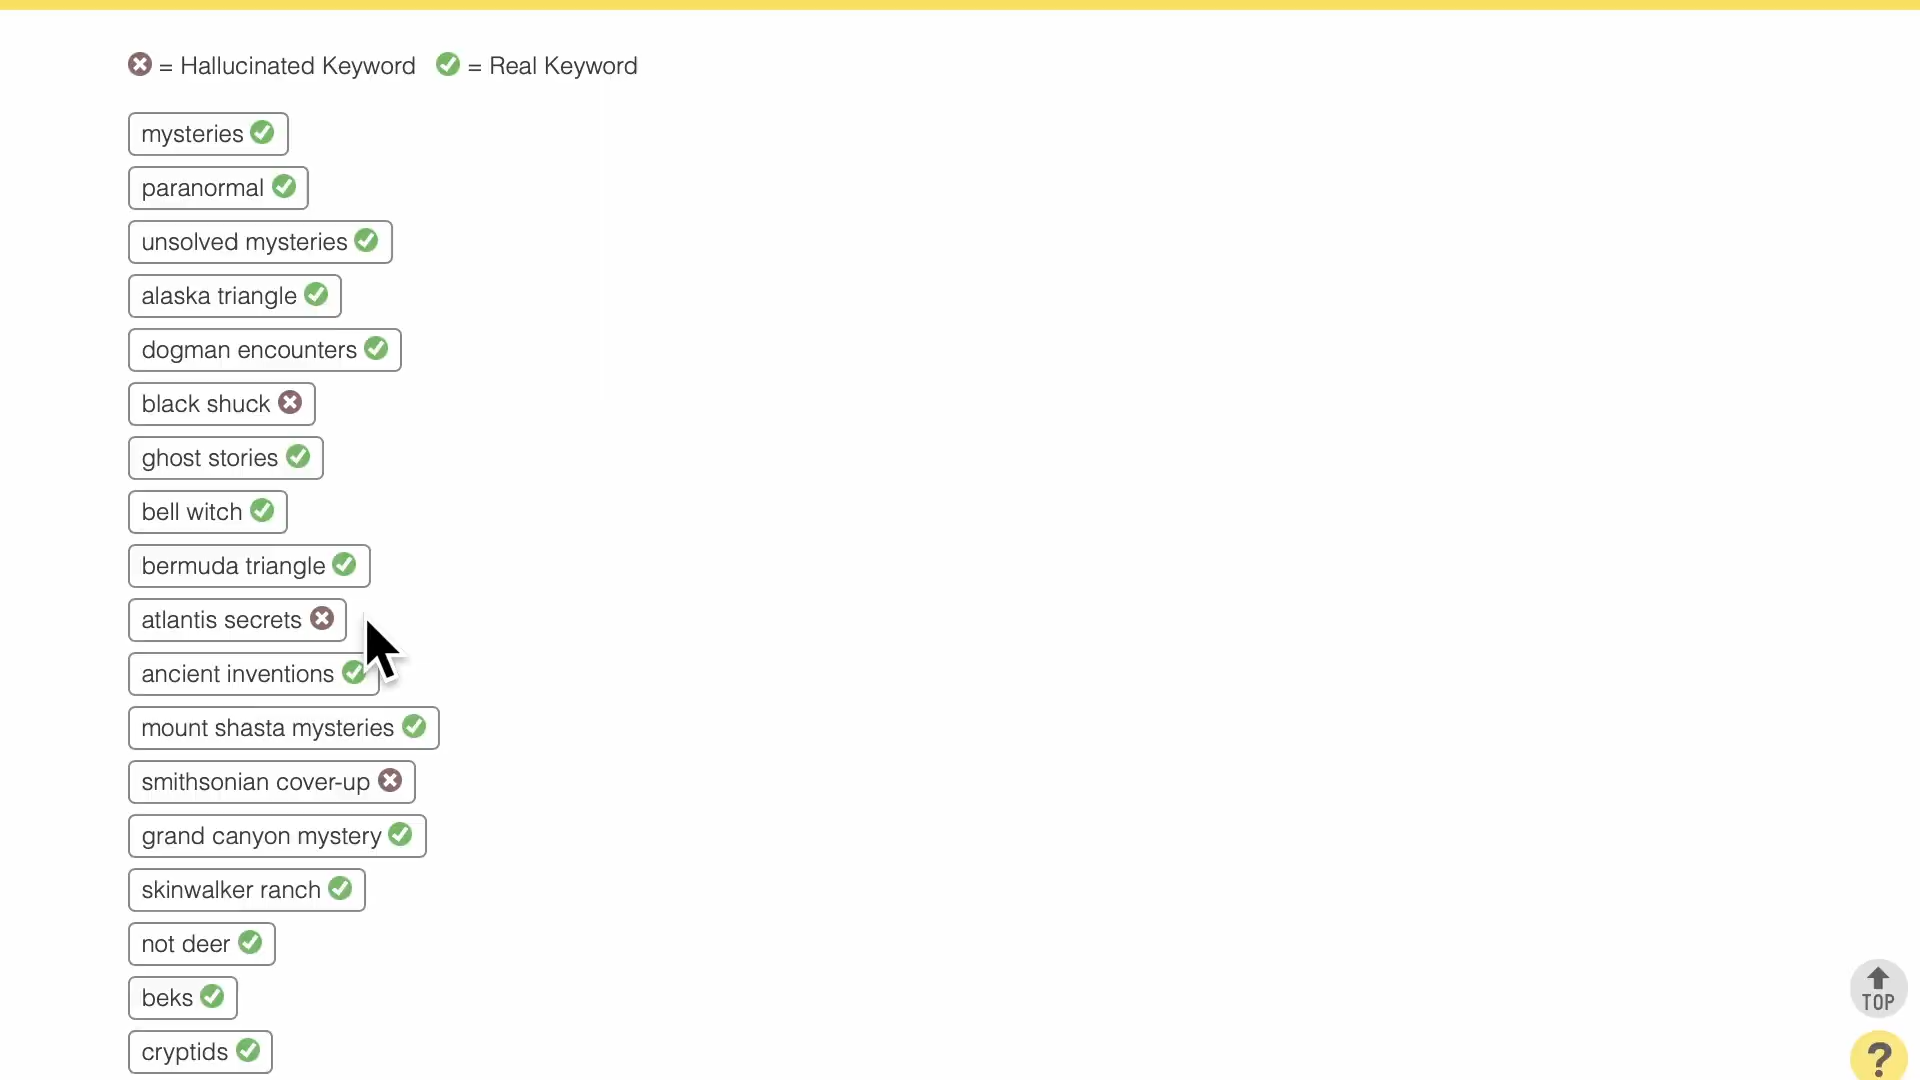 = Hallucinated Keyword = Real Keyword
mysteries
paranormal
unsolved mysteries
alaska triangle
dogman encounters
black shuck
ghost stories
bell witch
bermuda triangle
atlantis secrets
ancient inventions
mount shasta mysteries
smithsonian cover-up
grand canyon mystery
skinwalker ranch
not deer
beks
cryptids
TOP
?